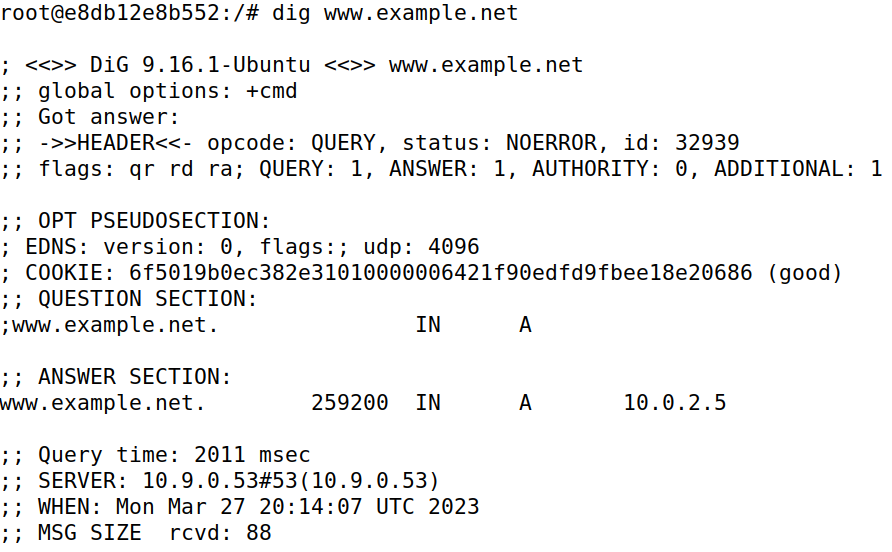 root@e8db12e8b552:/# dig www.example.net
; <<>> DiG 9.16.1-Ubuntu <<>> www.example.net
;; global options: +cmd
;; Got answer:
;; ->>HEADER<<- opcode: QUERY, status: NOERROR, id: 32939
;; flags: qr rd ra; QUERY: 1, ANSWER: 1, AUTHORITY: 0, ADDITIONAL: 1
;; OPT PSEUDOSECTION:
; EDNS: version: 0, flags:; udp: 4096
; COOKIE: 6f5019b0ec382e31010000006421f90edfd9fbee18e20686 (good)
;; QUESTION SECTION:
;www.example.net. IN A
;; ANSWER SECTION:
www.example.net. 259200 IN A 10.0.2.5
;; Query time: 2011 msec
;; SERVER: 10.9.0.53#53(10.9.0.53)
;; WHEN: Mon Mar 27 20:14:07 UTC 2023
;; MSG SIZE  rcvd: 88